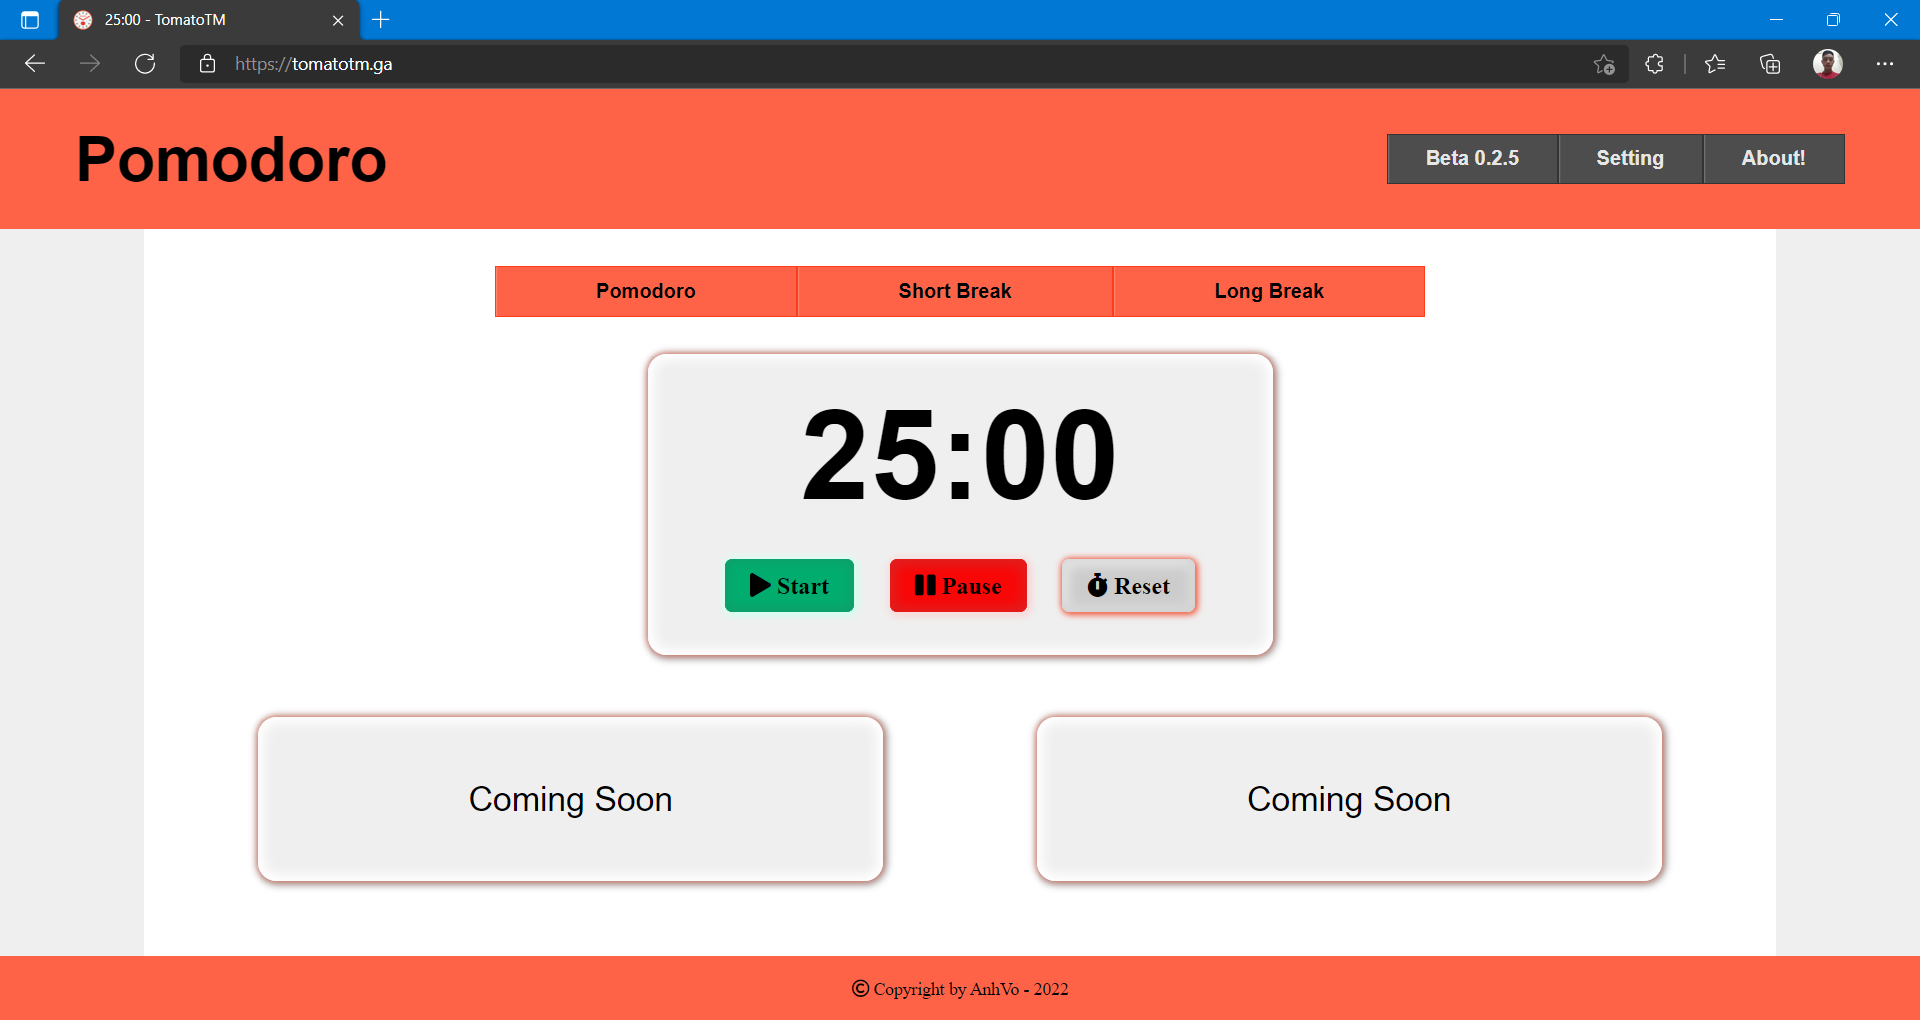 25:00 - TomatoTM
https://tomatotm.ga
Pomodoro
Beta 0.2.5 Setting About!
Pomodoro Short Break Long Break
25:00
Start Pause Reset
Coming Soon Coming Soon
© Copyright by AnhVo - 2022